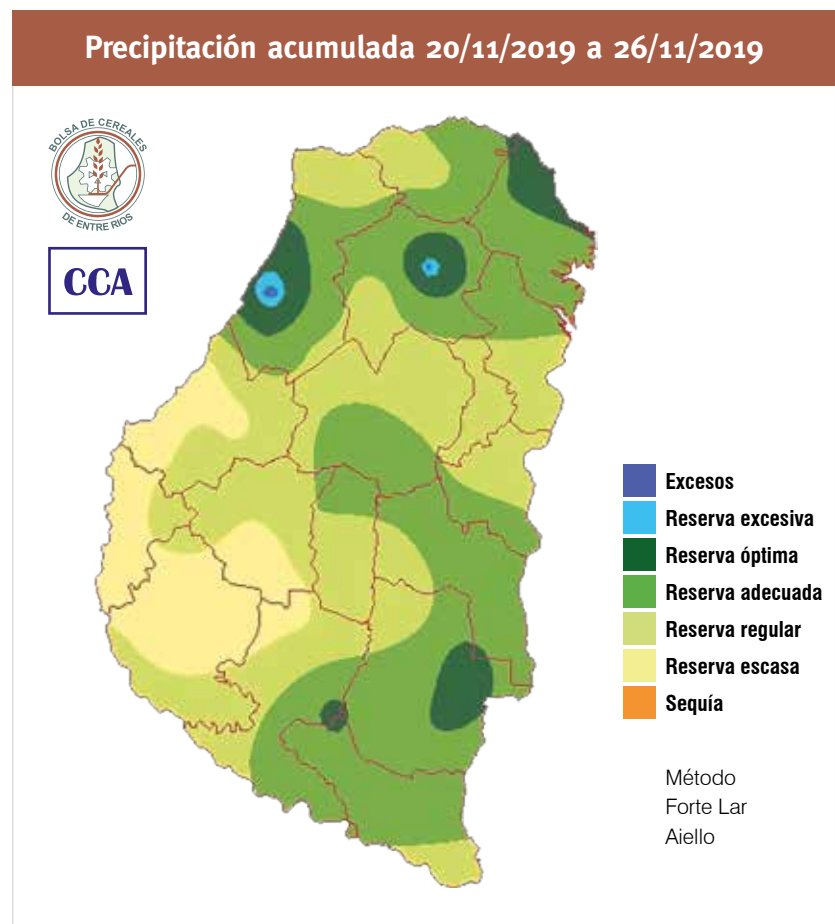 Precipitación acumulada 20/11/2019 a 26/11/2019
BOLSA DE CEREALES
DE ENTRE RIOS
CCA
Excesos
Reserva excesiva
Reserva óptima
Reserva adecuada
Reserva regular
Reserva escasa
Sequía
Método
Forte Lar
Aiello